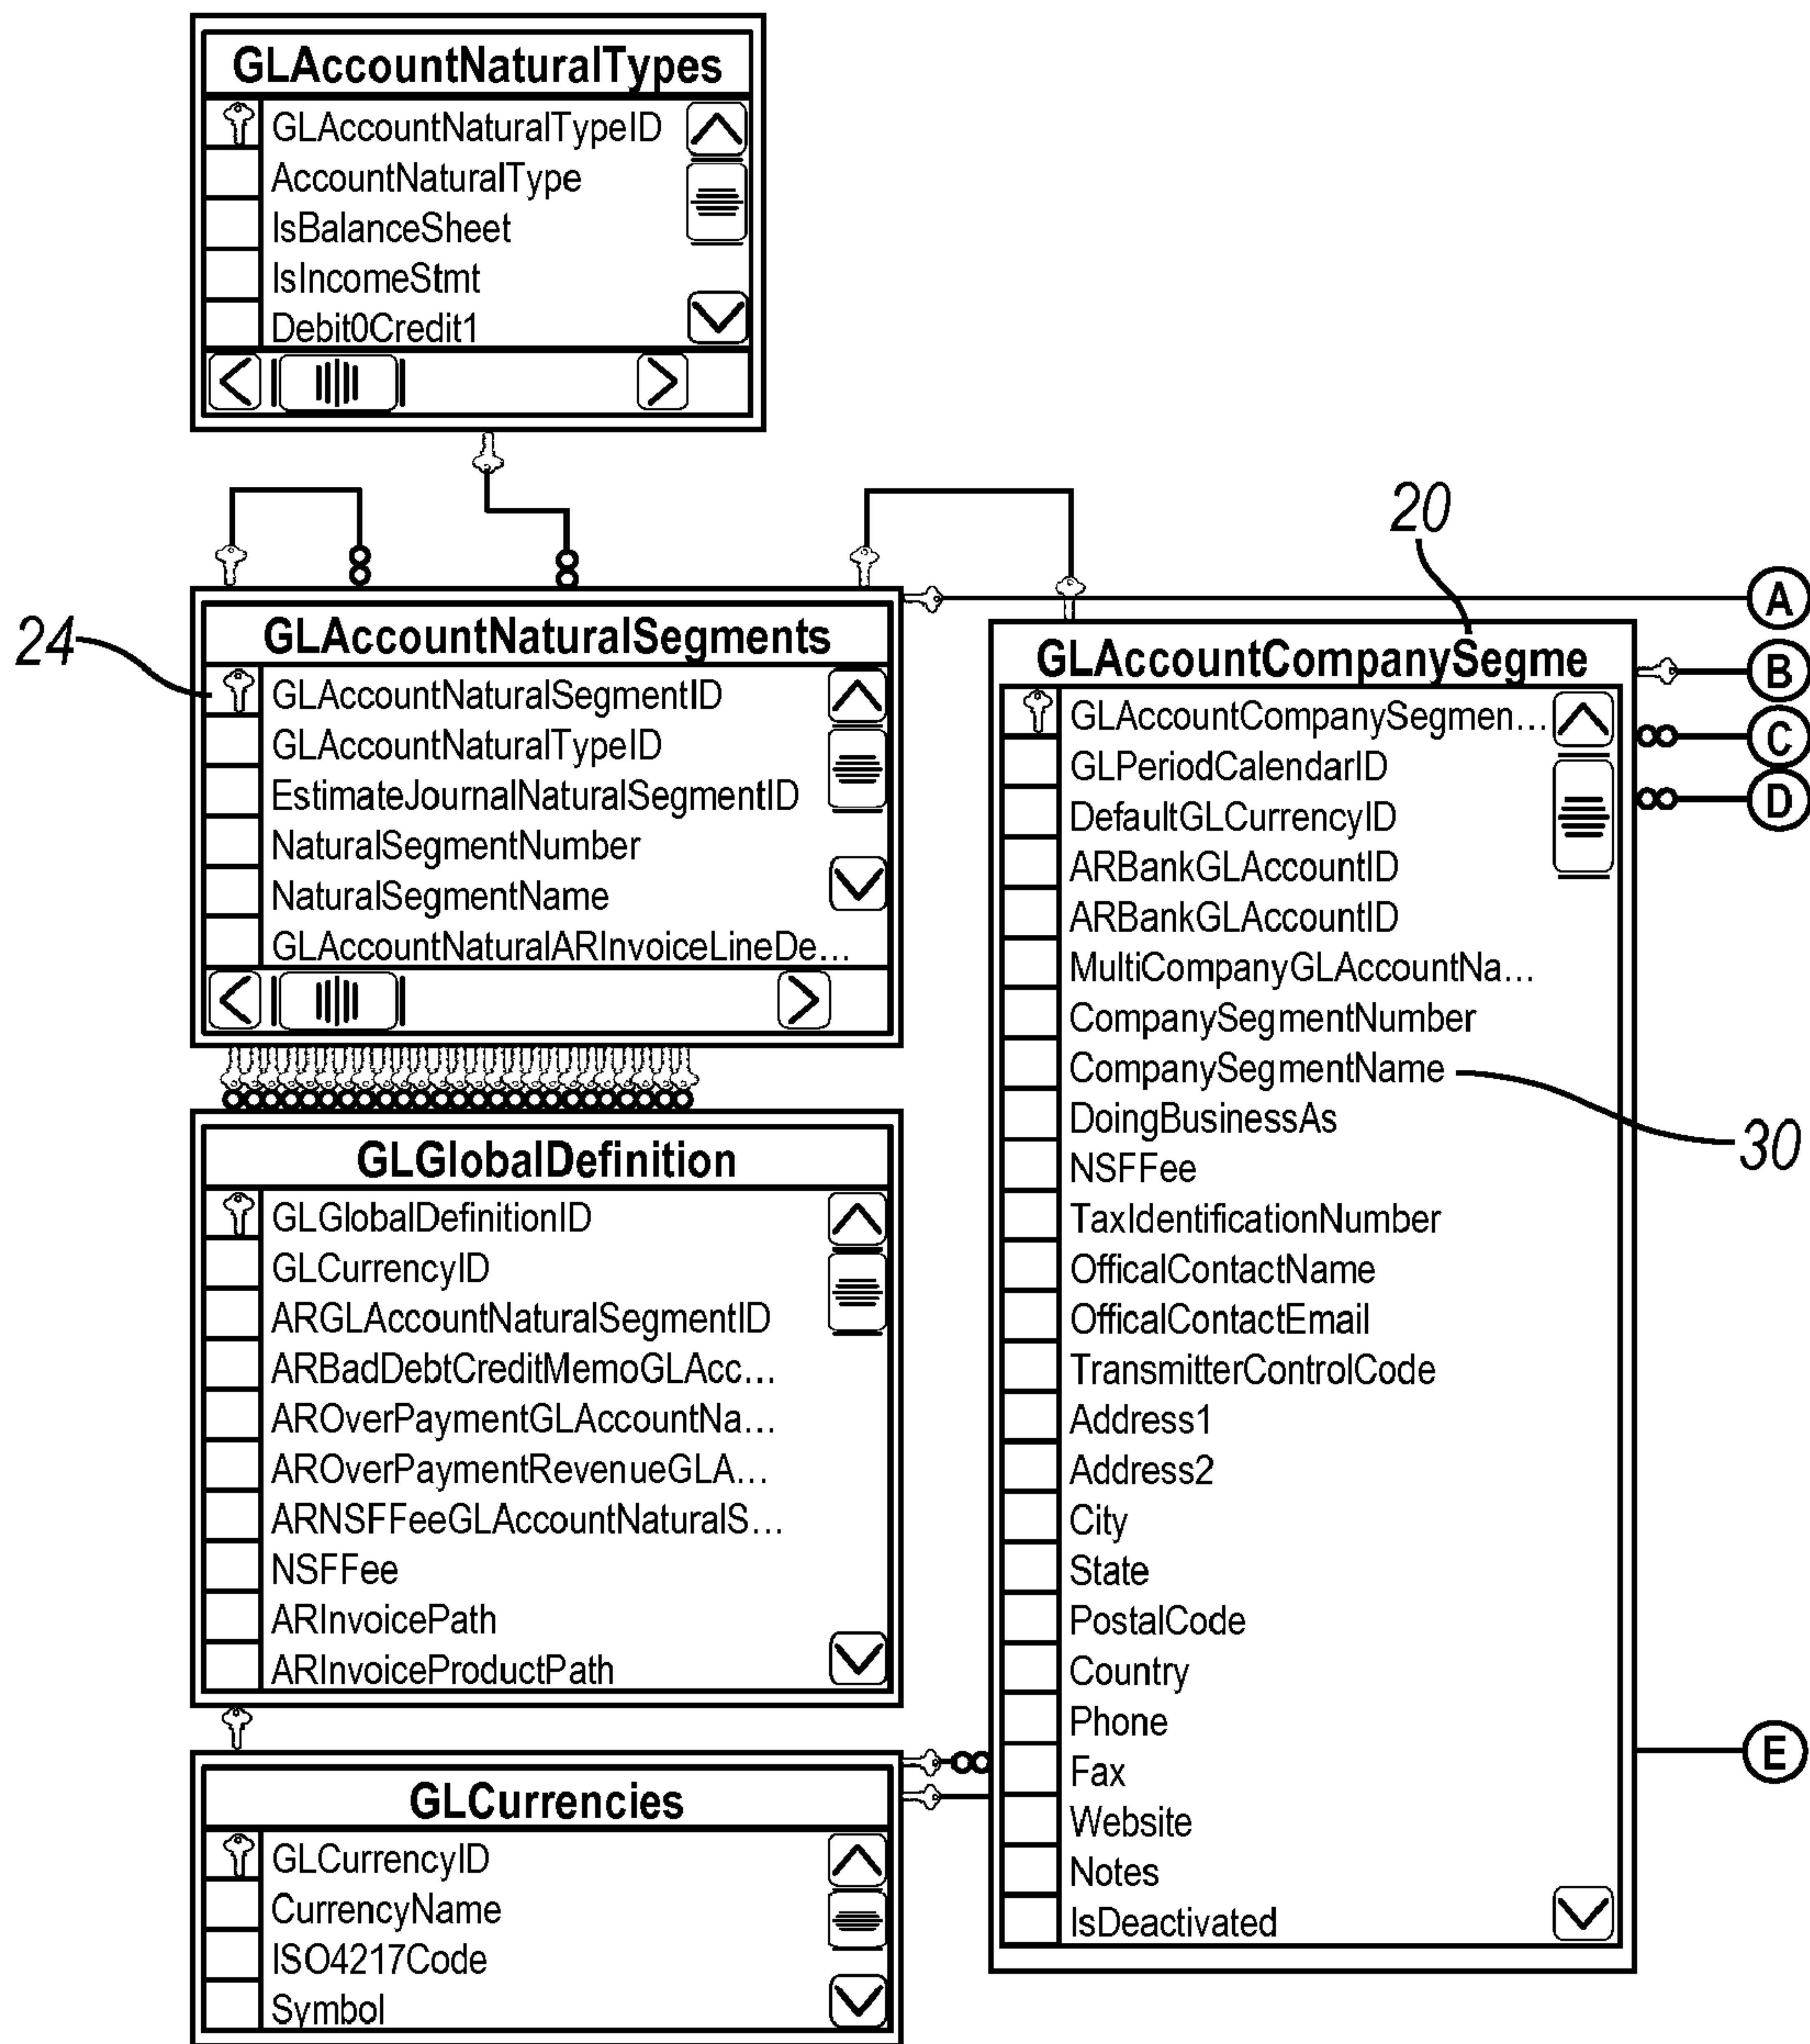 GLAccountNaturalTypes
GLAccountNaturalTypeID
AccountNaturalType
IsBalanceSheet
IsIncomeStmt
Debit0Credit1
20
24
GLAccountNaturalSegments
GLAccountNaturalSegmentID
GLAccountNaturalTypeID
EstimateJournalNaturalSegmentID
NaturalSegmentNumber
NaturalSegmentName
GLAccountNaturalARInvoiceLineDe...
GLGlobalDefinition
GLGlobalDefinitionID
GLCurrencyID
ARGLAccountNaturalSegmentID
ARBadDebtCreditMemoGLAcc...
AROverPaymentGLAccountNa...
AROverPaymentRevenueGLA...
ARNSFFeeGLAccountNaturalS...
NSFFee
ARInvoicePath
ARInvoiceProductPath
GLCurrencies
GLCurrencyID
CurrencyName
ISO4217Code
Symbol
GLAccountCompanySegme
GLAccountCompanySegmen...
GLPeriodCalendarID
DefaultGLCurrencyID
ARBankGLAccountID
ARBankGLAccountID
MultiCompanyGLAccountNa...
CompanySegmentNumber
CompanySegmentName
DoingBusinessAs
NSFFee
TaxIdentificationNumber
OfficalContactName
OfficalContactEmail
TransmitterControlCode
Address1
Address2
City
State
PostalCode
Country
Phone
Fax
Website
Notes
IsDeactivated
A
B
C
D
30
E